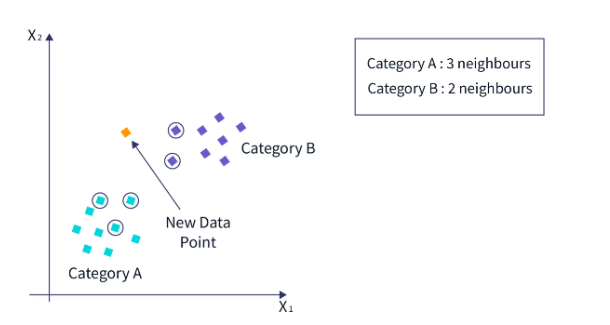 X2
Category A : 3 neighbours
Category B : 2 neighbours
Category B
New Data
Point
Category A
X1